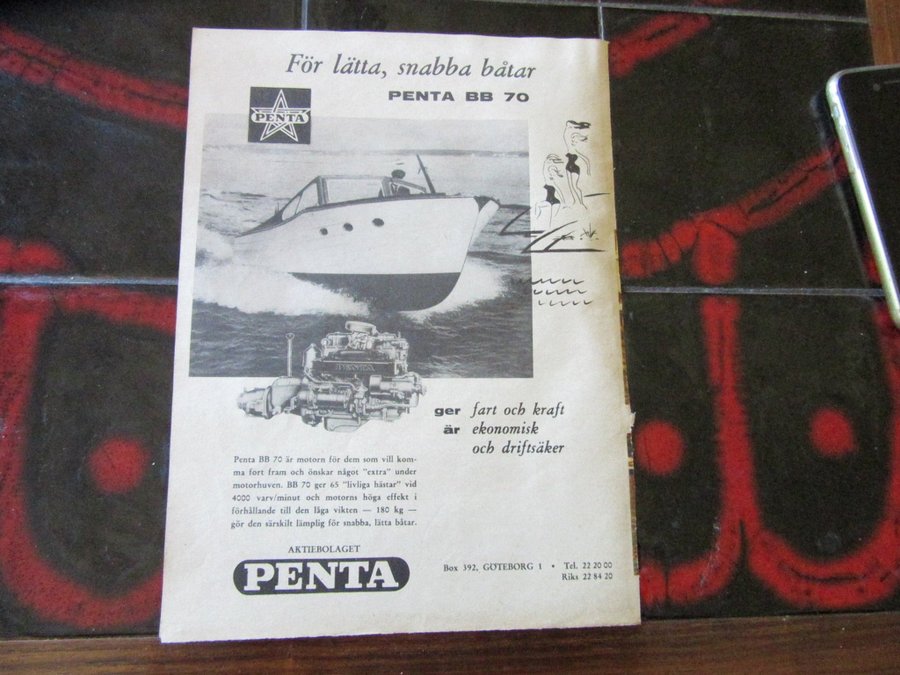 För lätta, snabba båtar
PENTA BB 70
PENTA
PENTA
ger fart och kraft
är ekonomisk
och driftsäker
Penta BB 70 är motorn för dem som vill kom-
ma fort fram och önskar något "extra" under
motorhuven. BB 70 ger 65 "livliga hästar" vid
4000 varv/minut och motorns höga effekt i
förhållande till den låga vikten — 180 kg —
gör den särskilt lämplig för snabba, lätta båtar.
AKTIEBOLAGET
PENTA
Box 392, GÖTEBORG 1 • Tel. 22 20 00
Riks 22 84 20